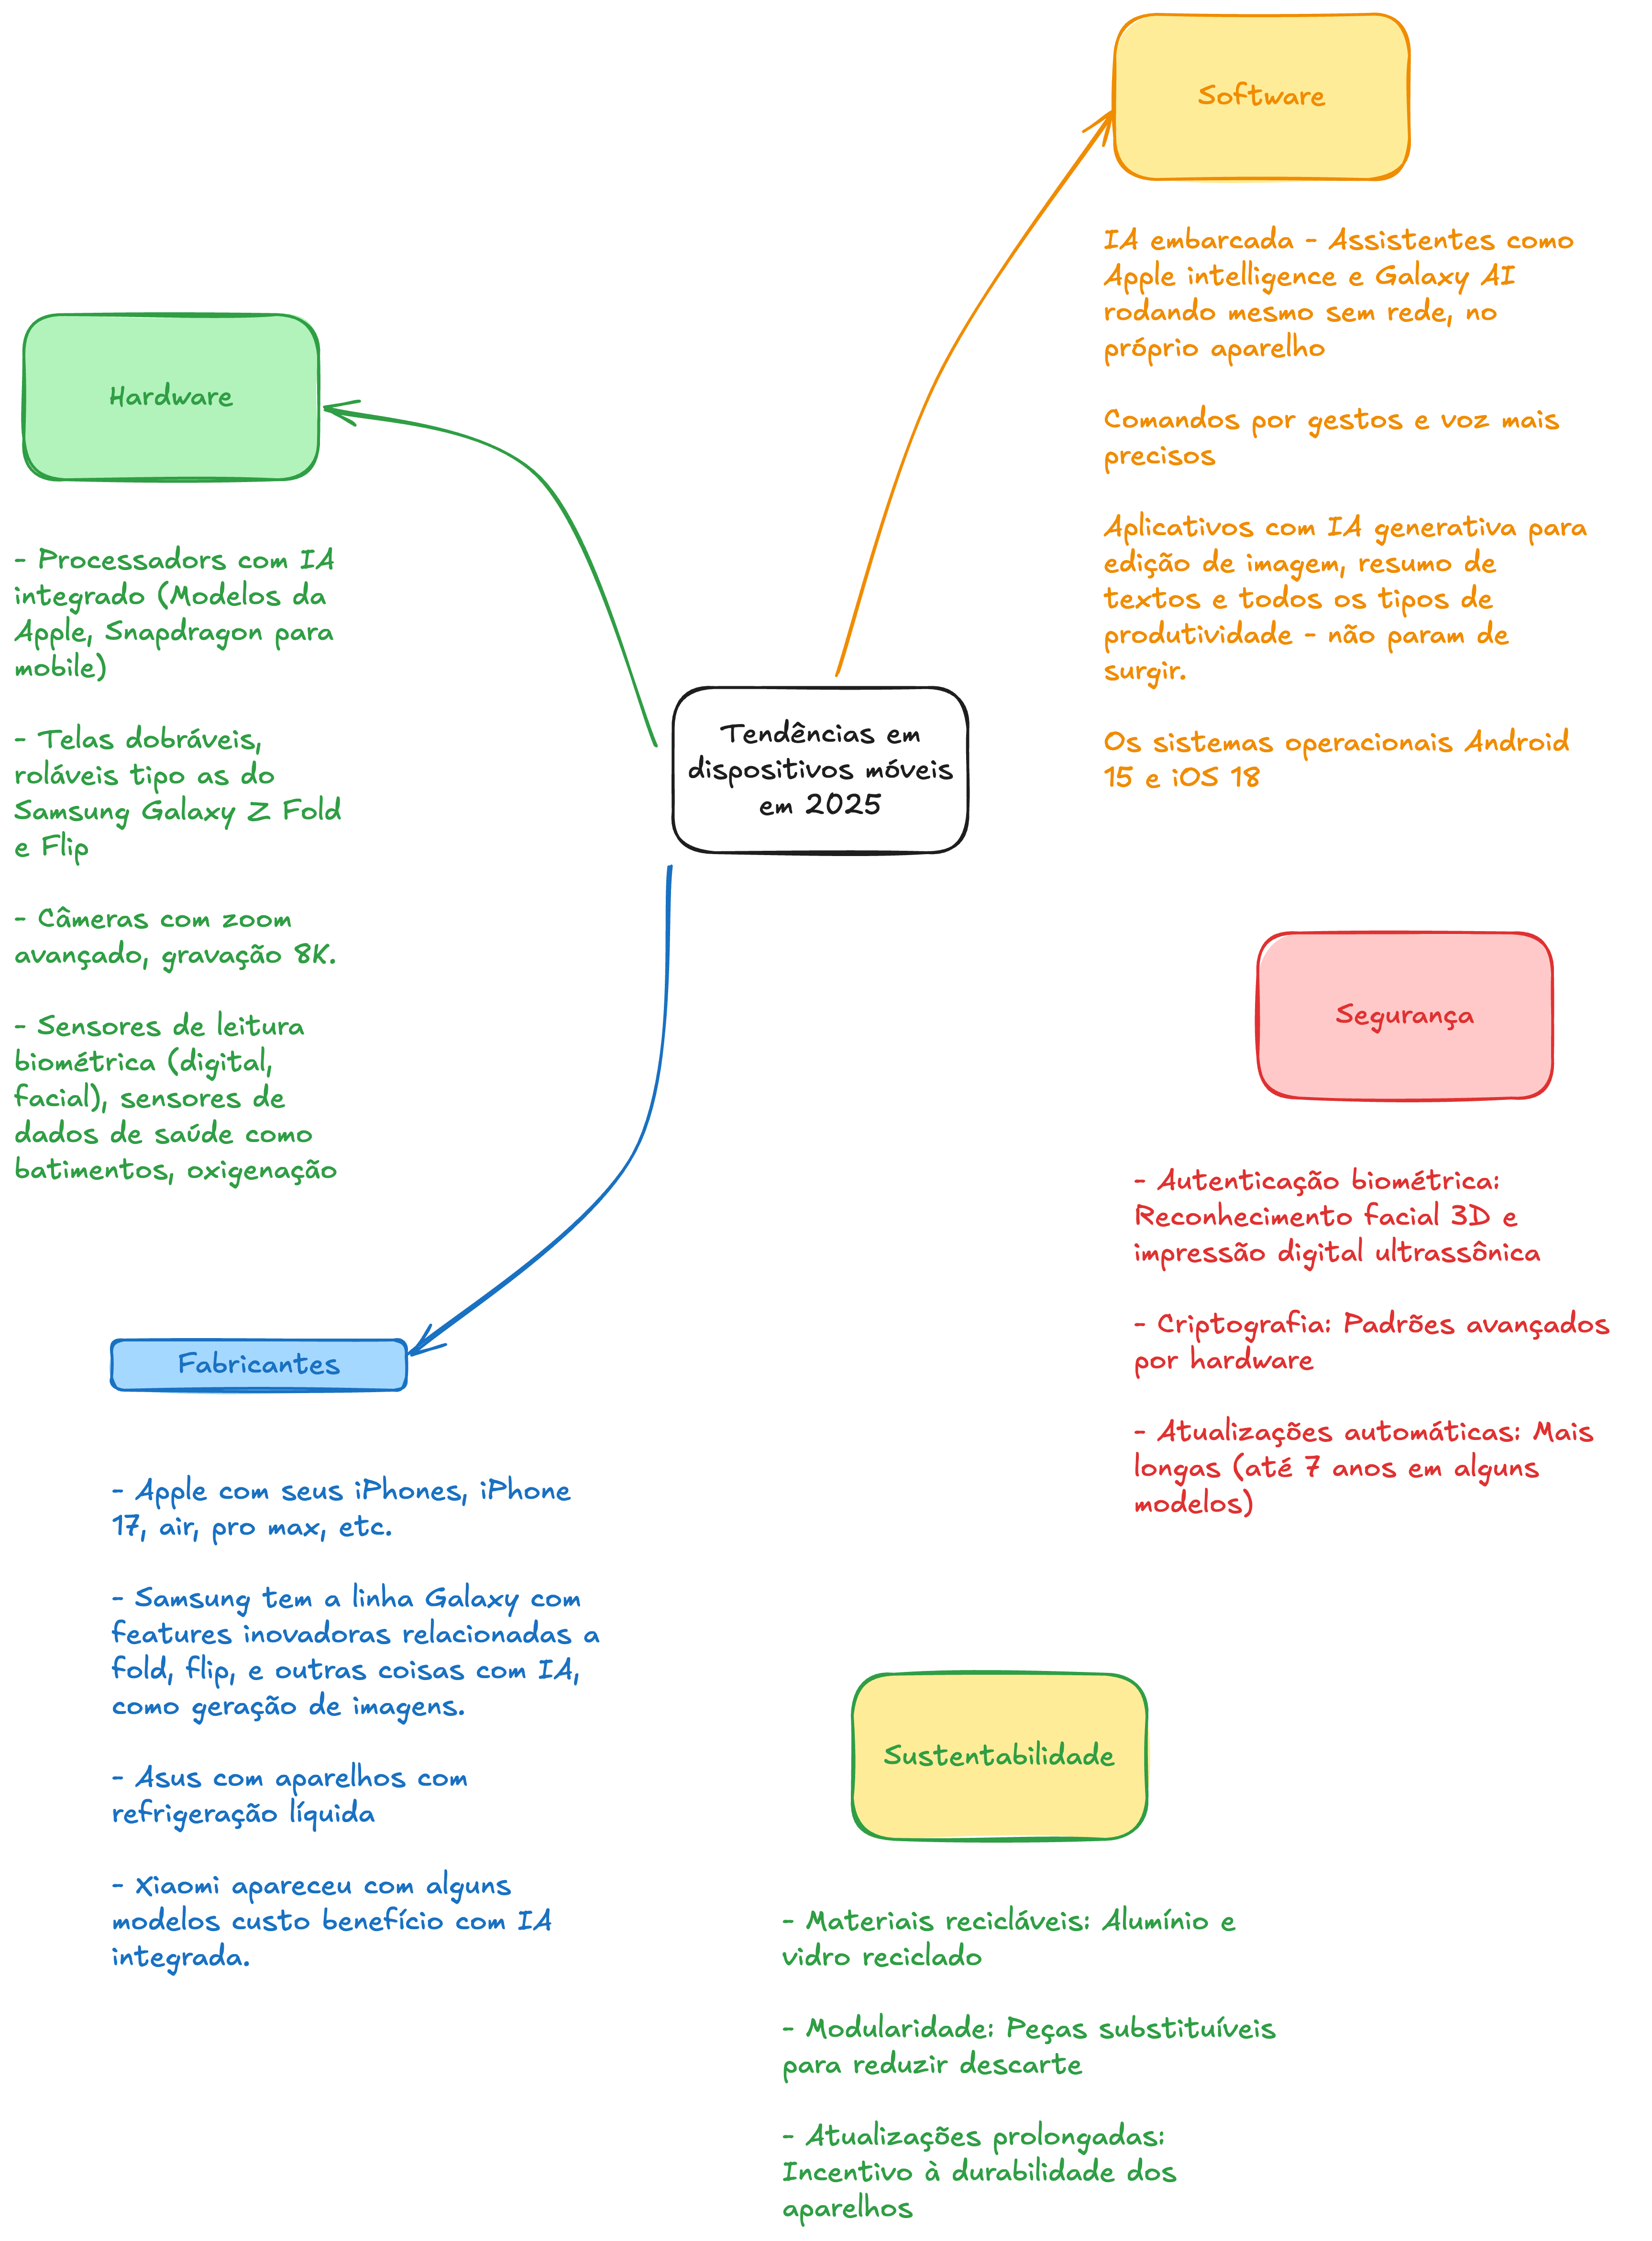 Software
IA embarcada - Assistentes como
Apple intelligence e Galaxy AI
rodando mesmo sem rede, no
próprio aparelho
Comandos por gestos e voz mais
precisos
Aplicativos com IA generativa para
edição de imagem, resumo de
textos e todos os tipos de
produtividade - não param de
surgir.
Os sistemas operacionais Android
15 e iOS 18
Hardware
- Processadors com IA
integrado (Modelos da
Apple, Snapdragon para
mobile)
- Telas dobráveis,
roláveis tipo as do
Samsung Galaxy Z Fold
e Flip
- Câmeras com zoom
avançado, gravação 8K.
- Sensores de leitura
biométrica (digital,
facial), sensores de
dados de saúde como
batimentos, oxigenação
Tendências em
dispositivos móveis
em 2025
Segurança
- Autenticação biométrica:
Reconhecimento facial 3D e
impressão digital ultrassônica
- Criptografia: Padrões avançados
por hardware
- Atualizações automáticas: Mais
longas (até 7 anos em alguns
modelos)
Fabricantes
- Apple com seus iPhones, iPhone
17, air, pro max, etc.
- Samsung tem a linha Galaxy com
features inovadoras relacionadas a
fold, flip, e outras coisas com IA,
como geração de imagens.
- Asus com aparelhos com
refrigeração líquida
- Xiaomi apareceu com alguns
modelos custo benefício com IA
integrada.
Sustentabilidade
- Materiais recicláveis: Alumínio e
vidro reciclado
- Modularidade: Peças substituíveis
para reduzir descarte
- Atualizações prolongadas:
Incentivo à durabilidade dos
aparelhos